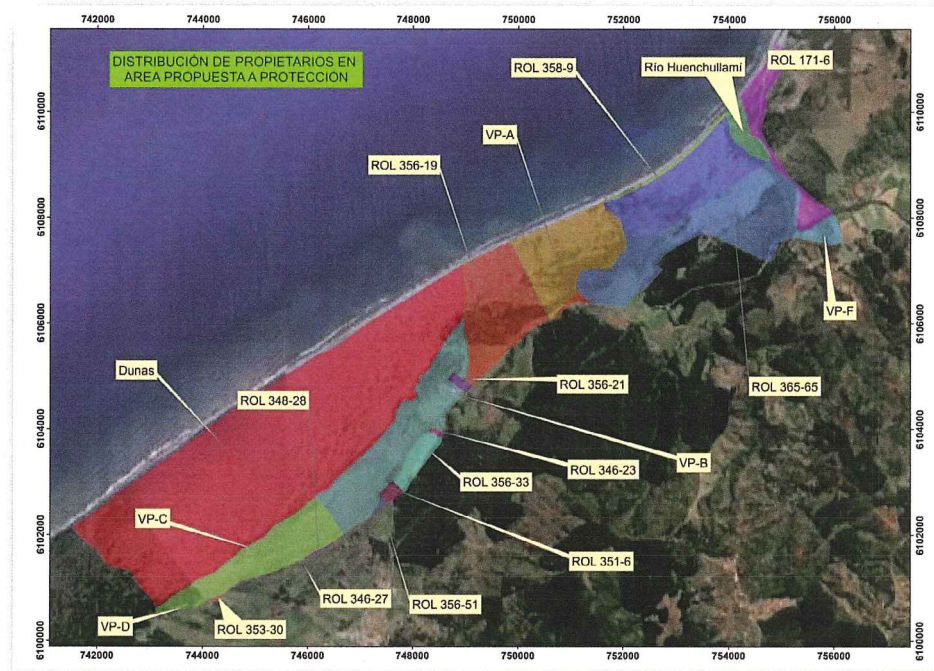 742000 744000 746000 748000 750000 752000 754000 756000
DISTRIBUCIÓN DE PROPIETARIOS EN
AREA PROPUESTA A PROTECCIÓN
ROL 358-9
Río Huenchullamí
ROL 171-6
VP-A
ROL 356-19
6110000
6110000
6108000
6108000
VP-F
6106000
6106000
Dunas
ROL 348-28
ROL 356-21
ROL 365-65
6104000
6104000
ROL 346-23
VP-B
ROL 356-33
VP-C
6102000
6102000
ROL 351-6
ROL 346-27
ROL 356-51
VP-D
ROL 353-30
6100000
6100000
742000 744000 746000 748000 750000 752000 754000 756000